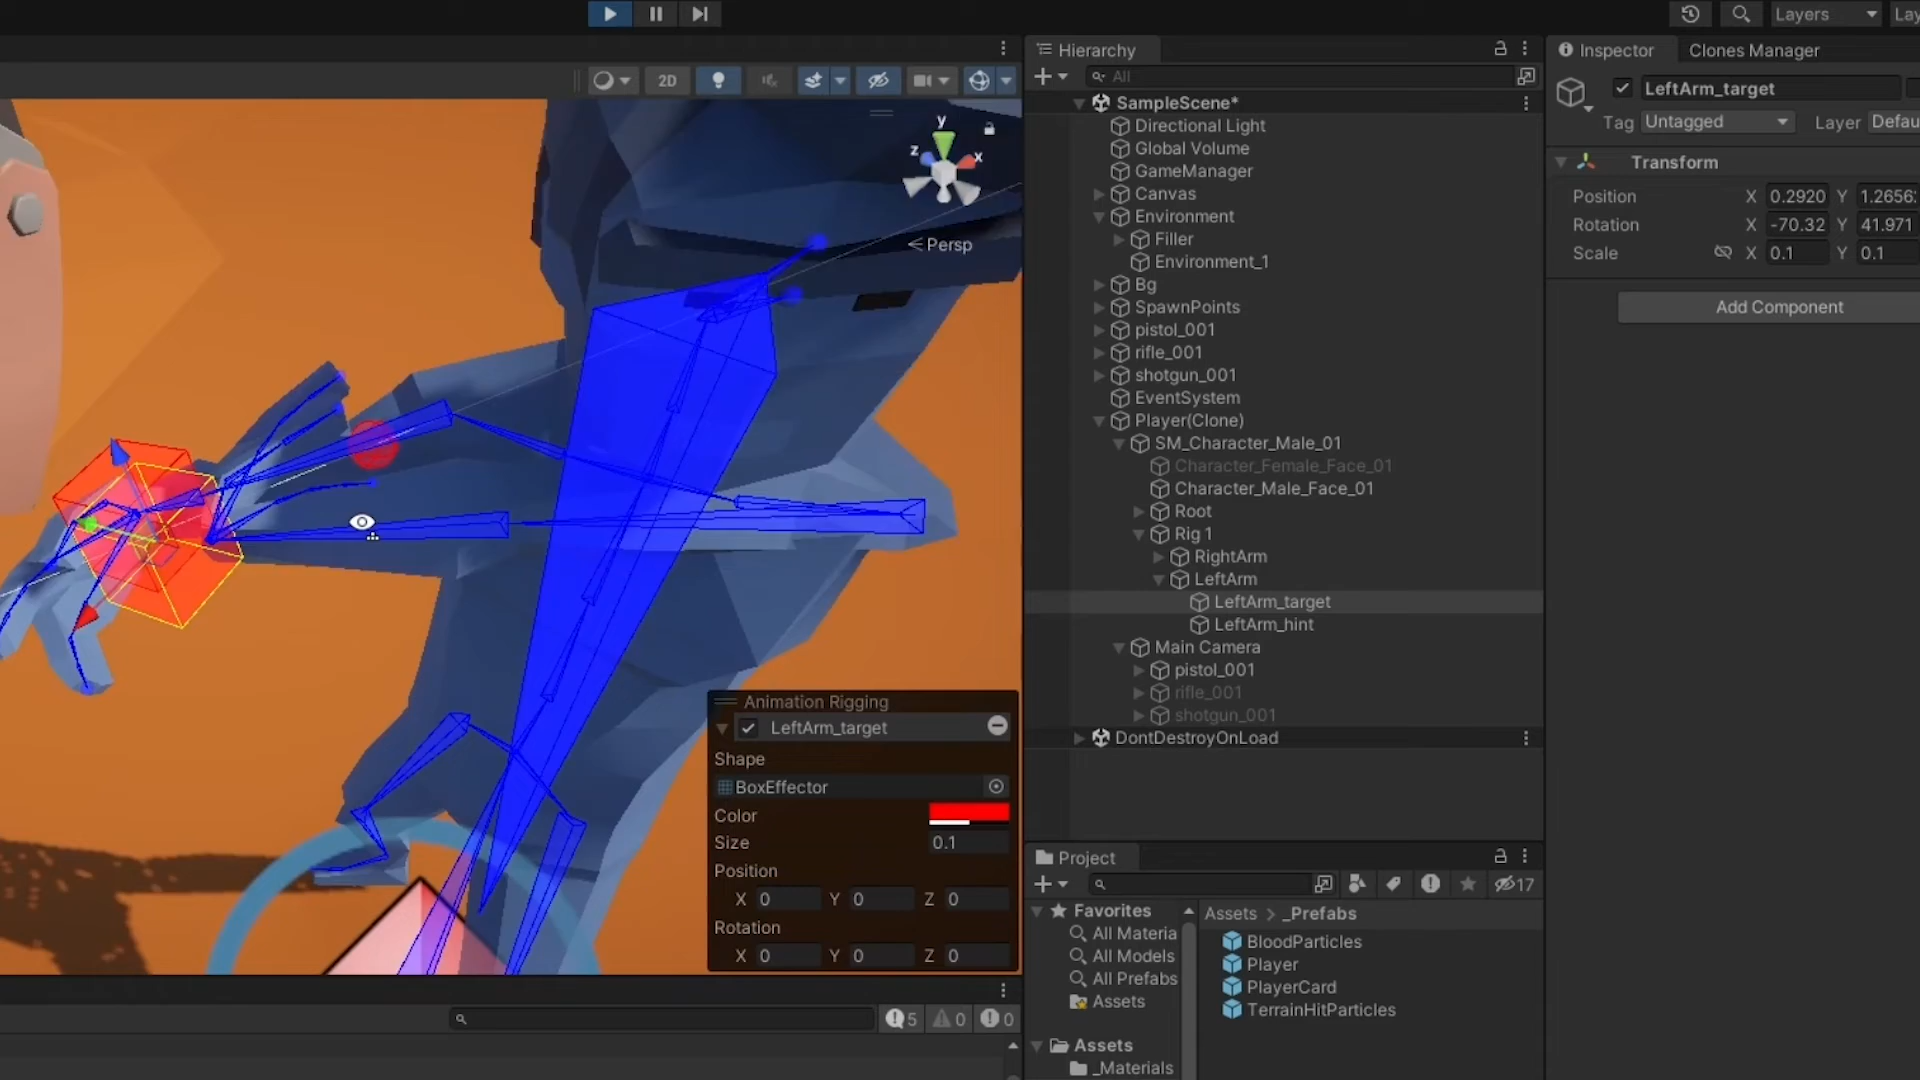 Layers
Lay
Hierarchy
Inspector
Clones Manager
All
2D
LeftArm_target
Tag
Untagged
Layer
Defau
SampleScene*
Directional Light
Global Volume
GameManager
Canvas
Environment
Filler
Environment_1
Bg
SpawnPoints
pistol_001
rifle_001
shotgun_001
EventSystem
Player(Clone)
SM_Character_Male_01
Character_Female_Face_01
Character_Male_Face_01
Root
Rig 1
RightArm
LeftArm
LeftArm_target
LeftArm_hint
Main Camera
pistol_001
rifle_001
shotgun_001
DontDestroyOnLoad
Transform
Position X 0.2920 Y 1.2656
Rotation X -70.32 Y 41.971
Scale X 0.1 Y 0.1
Add Component
y
z
x
Persp
Animation Rigging
LeftArm_target
Shape
BoxEffector
Color
Size 0.1
Position
X 0 Y 0 Z 0
Rotation
X 0 Y 0 Z 0
5 0 0
Project
17
Favorites
All Materia
All Models
All Prefabs
Assets
Assets
_Materials
Assets > _Prefabs
BloodParticles
Player
PlayerCard
TerrainHitParticles